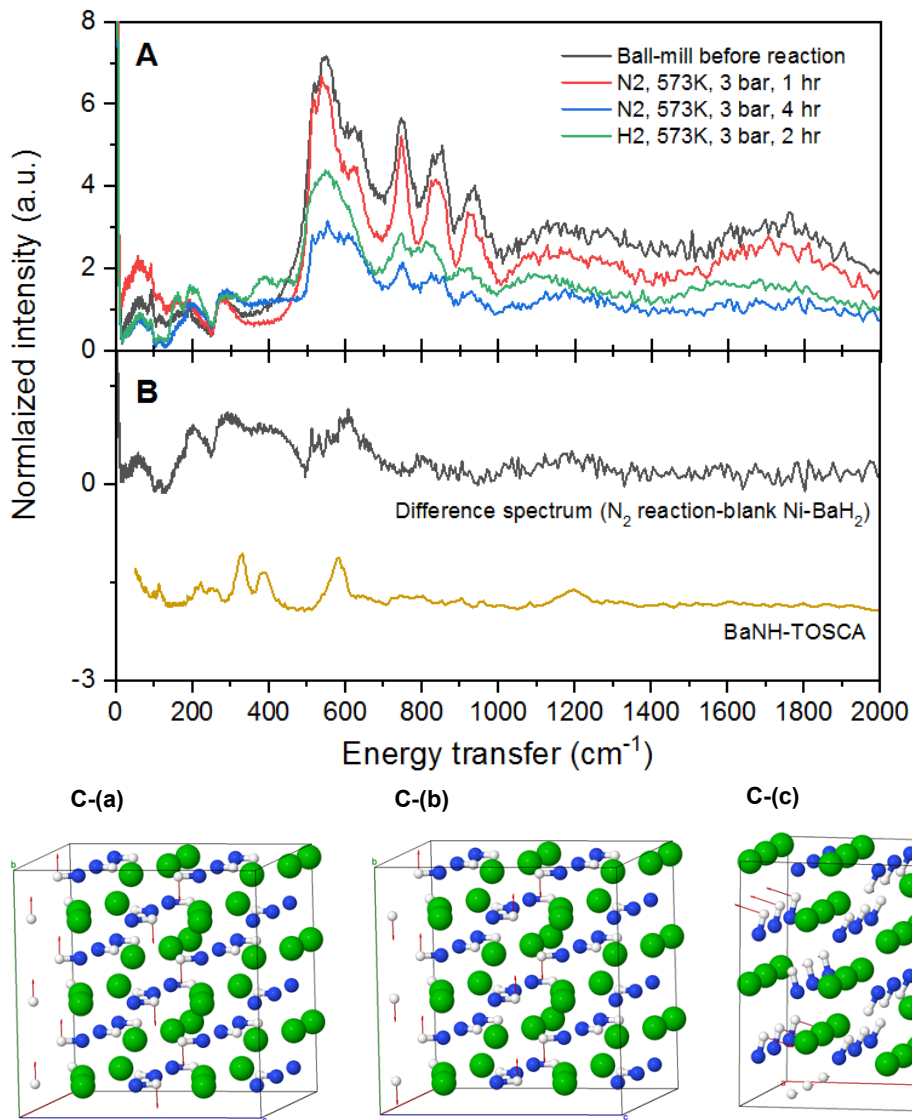 A
Ball-mill before reaction
N2, 573K, 3 bar, 1 hr
N2, 573K, 3 bar, 4 hr
H2, 573K, 3 bar, 2 hr
8
6
4
2
0
Normlaized intensity (a.u.)
B
0
-3
Difference spectrum (N₂ reaction-blank Ni-BaH₂)
BaNH-TOSCA
0 200 400 600 800 1000 1200 1400 1600 1800 2000
Energy transfer (cm⁻¹)
C-(a) C-(b) C-(c)
b
b
a
c